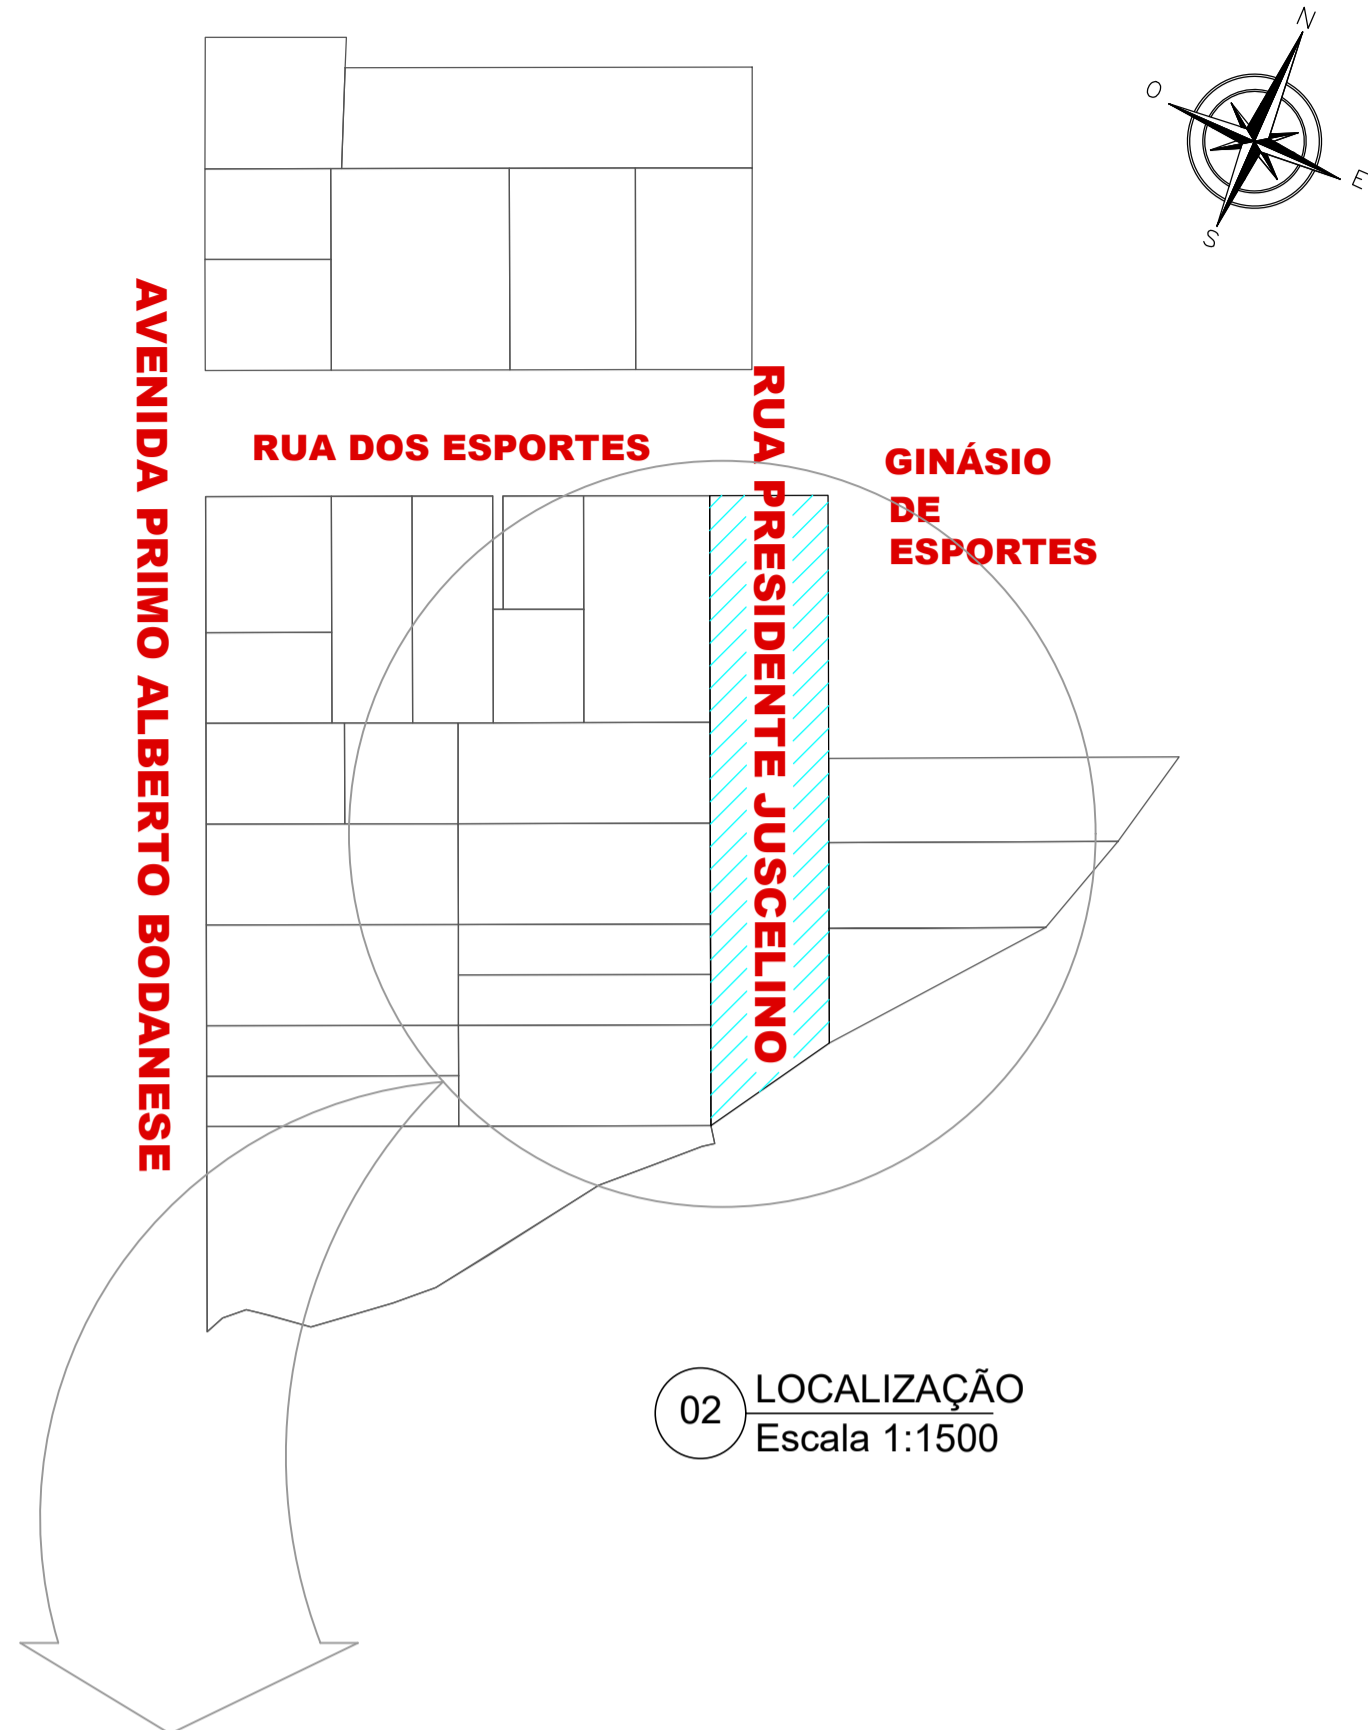 N
O
E
S
AVENIDA PRIMO ALBERTO BODANESE
RUA DOS ESPORTES
RUA PRESIDENTE JUSCELINO
GINÁSIO
DE
ESPORTES
02
LOCALIZAÇÃO
Escala 1:1500